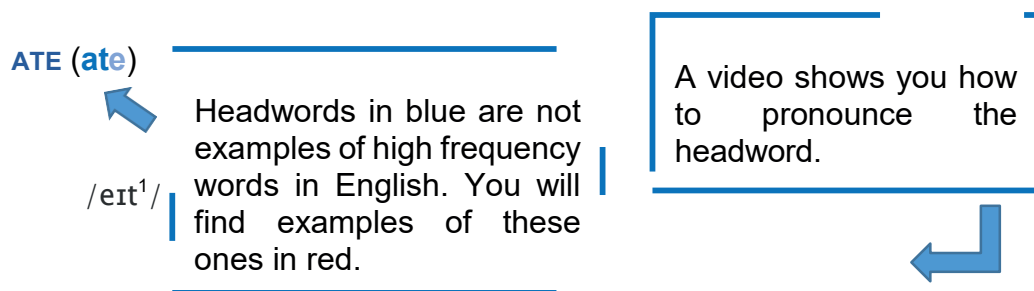 ATE (ate)
/eɪt¹/
Headwords in blue are not
examples of high frequency
words in English. You will
find examples of these
ones in red.
A video shows you how
to pronounce the
headword.